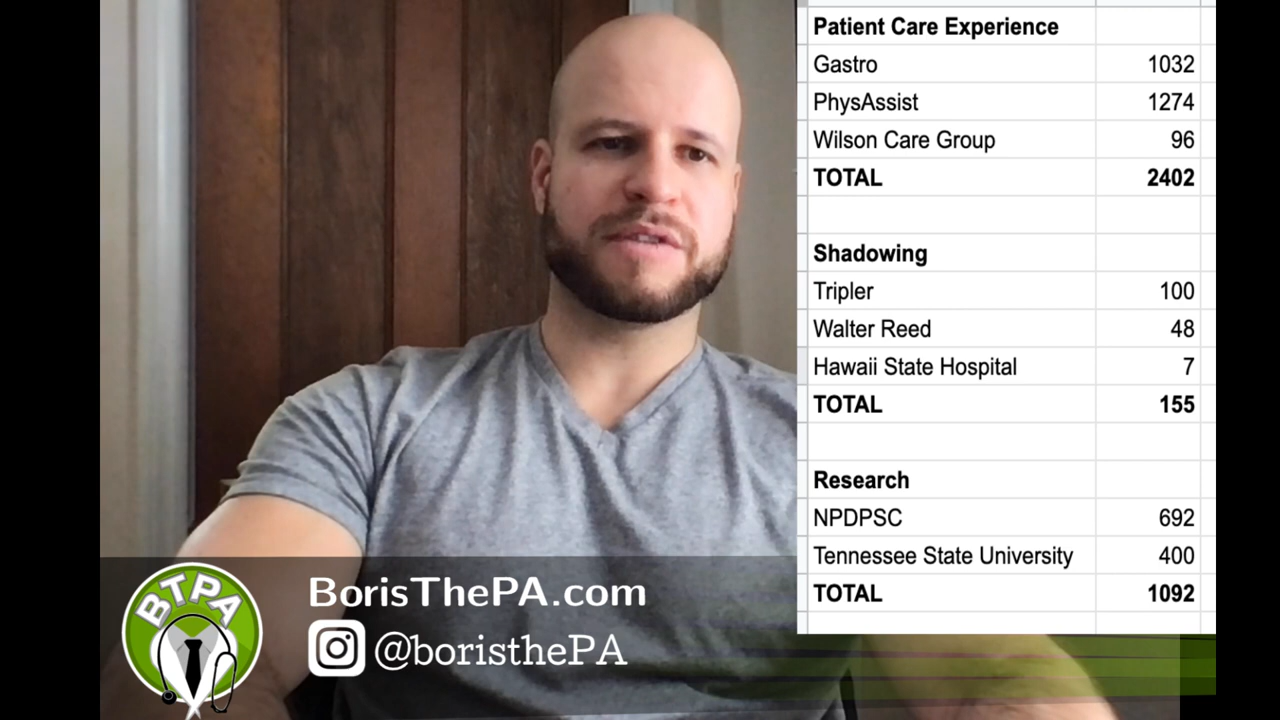 Patient Care Experience
Gastro 1032
PhysAssist 1274
Wilson Care Group 96
TOTAL 2402
Shadowing
Tripler 100
Walter Reed 48
Hawaii State Hospital 7
TOTAL 155
Research
NPDPSC 692
Tennessee State University 400
TOTAL 1092
BTPA
BorisThePA.com
@boristhePA